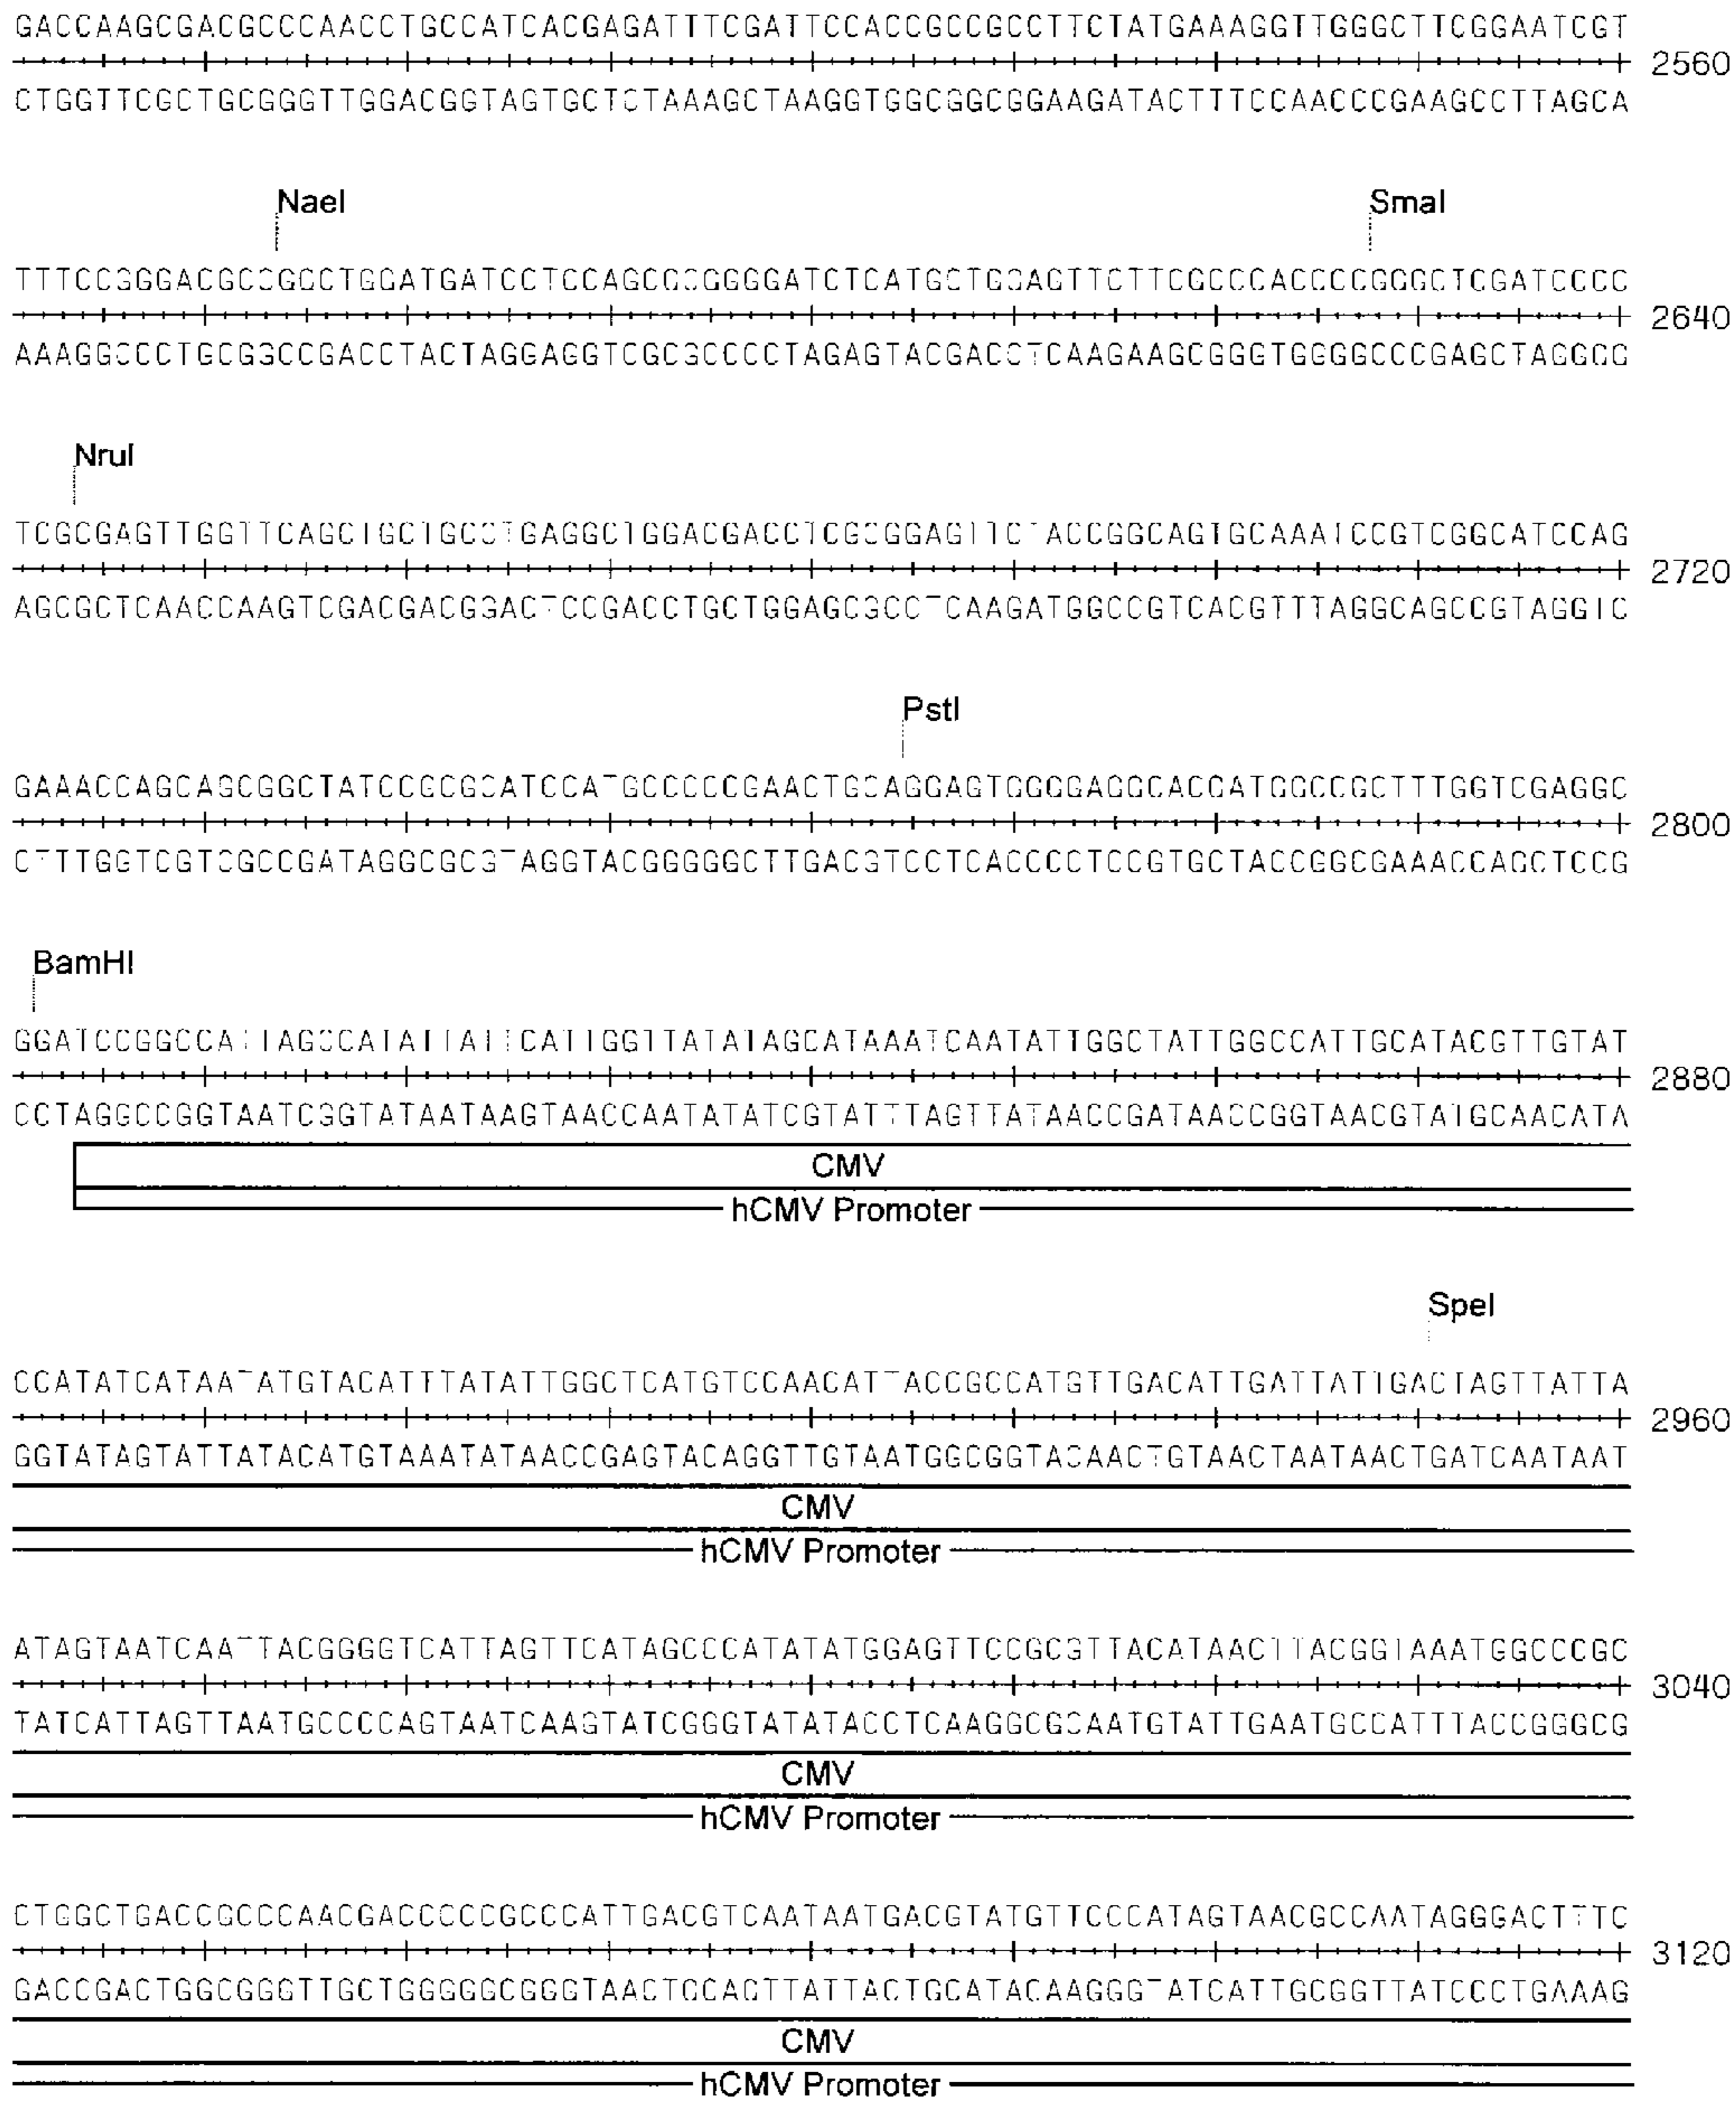 GACCAAGCGACGCCCAACCTGCCATCACGAGATTTCGATTCCACCGCCGCCTTCTATGAAAGGTTGGGCTTCGGAATCGT
2560
CTGGTTCGCTGCGGGTTGGACGGTAGTGCTCTAAAGCTAAGGTGGCGGCGGAAGATACTTTCCAACCCGAAGCCTTAGCA
NaeI SmaI
TTTCCGGGACGCCGGCTGGATGATCCTCCAGCGCGGGGATCTCATGCTGGAGTTCTTCGCCCACCCCGGGCTCGATCCCC
2640
AAAGGCCCTGCGGCCGACCTACTAGGAGGTCGCGCCCCTAGAGTACGACCTCAAGAAGCGGGTGGGGCCCGAGCTAGGGG
NruI
TCGCGAGTTGGTTCAGCTGCTGCCTGAGGCTGGACGACCTCGCGGAGTTCTACCGGCAGTGCAAATCCGTCGGCATCCAG
2720
AGCGCTCAACCAAGTCGACGACGGACTCCGACCTGCTGGAGCGCCTCAAGATGGCCGTCACGTTTAGGCAGCCGTAGGTC
PstI
GAAACCAGCAGCGGCTATCCGCGCATCCATGCCCCCGAACTGCAGGAGTGGGGAGGCACGATGGCCGCTTTGGTCGAGGC
2800
CTTTGGTCGTCGCCGATAGGCGCGTAGGTACGGGGGCTTGACGTCCTCACCCCTCCGTGCTACCGGCGAAACCAGCTCCG
BamHI
GGATCCGGCCATTAGCCATATTATTCATTGGTTATATAGCATAAATCAATATTGGCTATTGGCCATTGCATACGTTGTAT
2880
CCTAGGCCGGTAATCGGTATAATAAGTAACCAATATATCGTATTTAGTTATAACCGATAACCGGTAACGTATGCAACATA
CMV
hCMV Promoter
SpeI
CCATATCATAATATGTACATTTATATTGGCTCATGTCCAACATTACCGCCATGTTGACATTGATTATTGACTAGTTATTA
2960
GGTATAGTATTATACATGTAAATATAACCGAGTACAGGTTGTAATGGCGGTACAACTGTAACTAATAACTGATCAATAAT
CMV
hCMV Promoter
ATAGTAATCAATTACGGGGTCATTAGTTCATAGCCCATATATGGAGTTCCGCGTTACATAACTTACGGTAAATGGCCCGC
3040
TATCATTAGTTAATGCCCCAGTAATCAAGTATCGGGTATATACCTCAAGGCGCAATGTATTGAATGCCATTTACCGGGCG
CMV
hCMV Promoter
CTGGCTGACCGCCCAACGACCCCCGCCCATTGACGTCAATAATGACGTATGTTCCCATAGTAACGCCAATAGGGACTTTC
3120
GACCGACTGGCGGGTTGCTGGGGGCGGGTAACTGCAGTTATTACTGCATACAAGGGTATCATTGCGGTTATCCCTGAAAG
CMV
hCMV Promoter